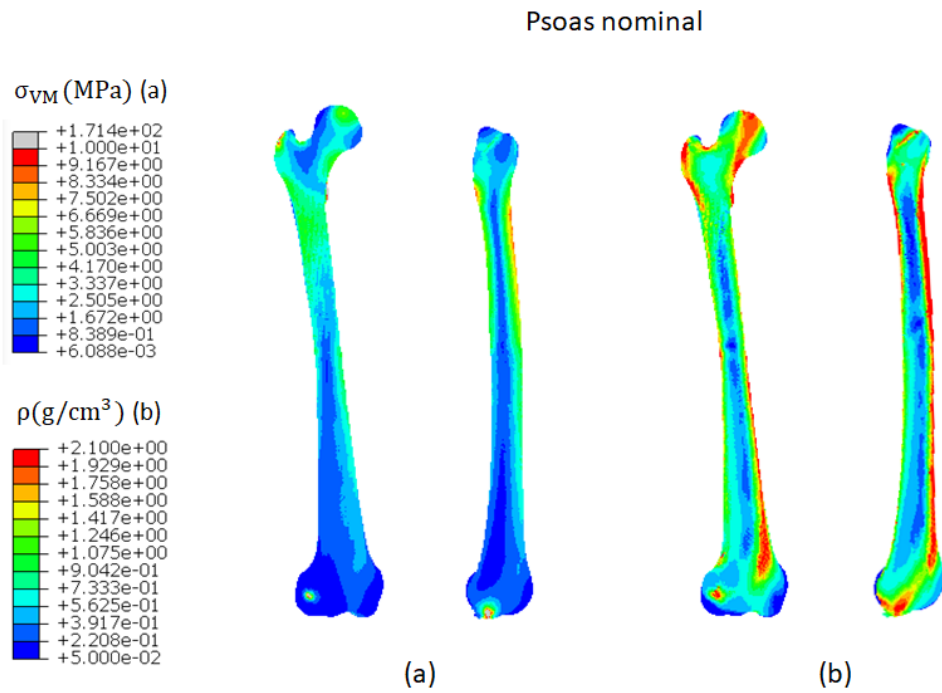 Psoas nominal
σVM (MPa) (a)
+1.714e+02
+1.000e+01
+9.167e+00
+8.334e+00
+7.502e+00
+6.669e+00
+5.836e+00
+5.003e+00
+4.170e+00
+3.337e+00
+2.505e+00
+1.672e+00
+8.389e-01
+6.088e-03
ρ(g/cm³) (b)
+2.100e+00
+1.929e+00
+1.758e+00
+1.588e+00
+1.417e+00
+1.246e+00
+1.075e+00
+9.042e-01
+7.333e-01
+5.625e-01
+3.917e-01
+2.208e-01
+5.000e-02
(a)
(b)